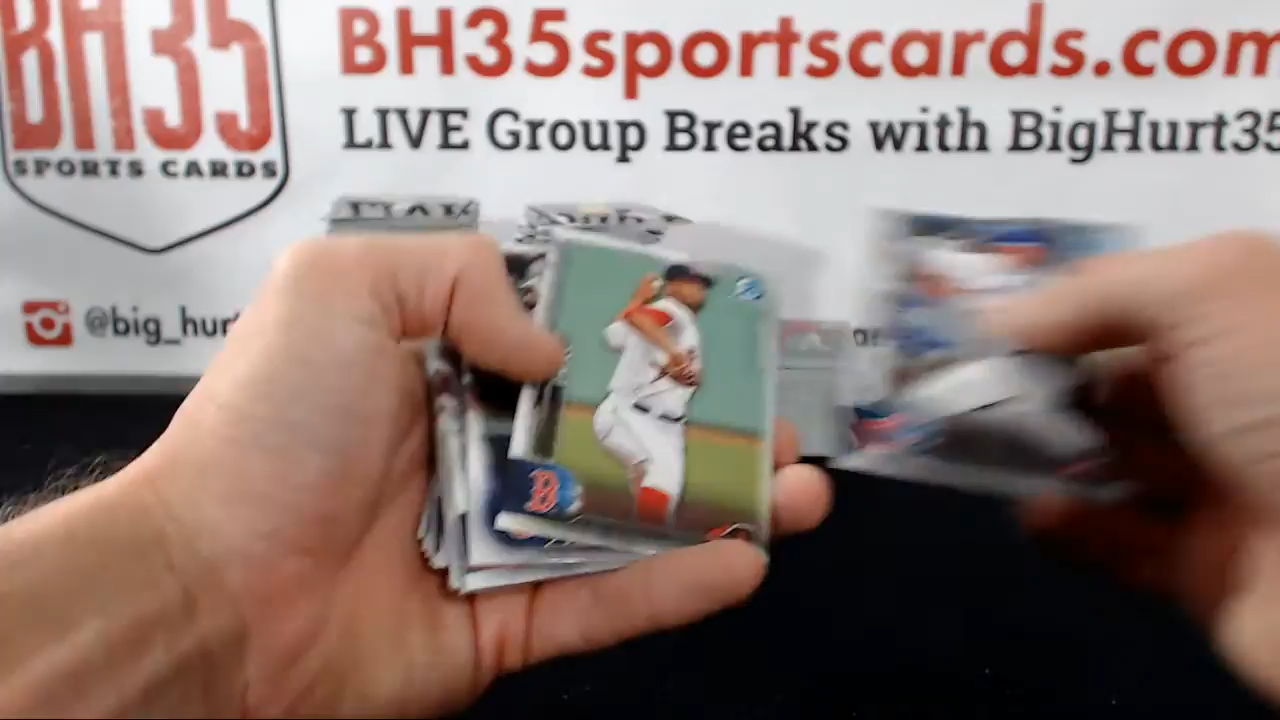 BH35
SPORTS CARDS
BH35sportscards.com
LIVE Group Breaks with BigHurt35
@big_hur
B